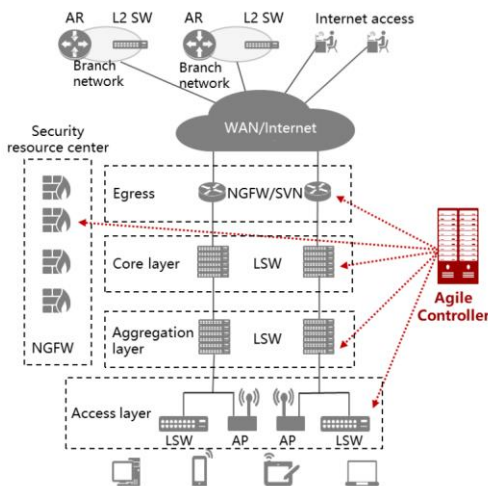 AR L2 SW AR L2 SW Internet access
Branch network
Branch network
WAN/Internet
Security
resource center
Egress NGFW/SVN
Core layer LSW
Agile
Controller
Aggregation
layer LSW
NGFW
Access layer
LSW AP AP LSW